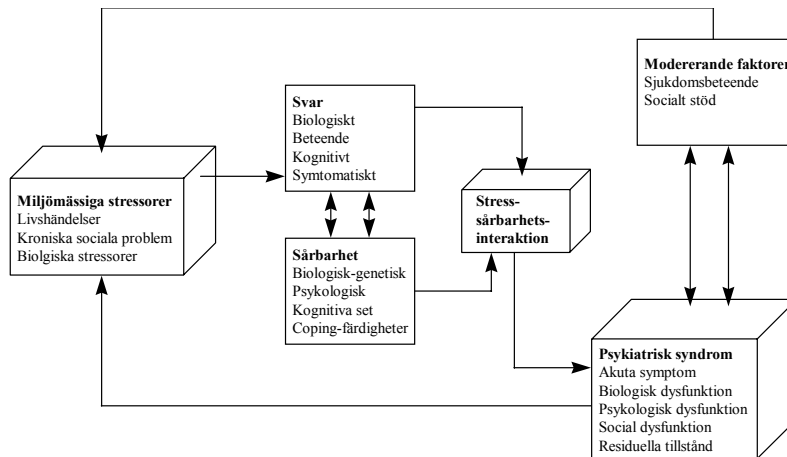 Modererande faktorer
Sjukdomsbeteende
Socialt stöd
Svar
Biologiskt
Beteende
Kognitivt
Symtomatiskt
Miljömässiga stressorer
Livshändelser
Kroniska sociala problem
Biolgiska stressorer
Stress-
sårbarhets-
interaktion
Sårbarhet
Biologisk-genetisk
Psykologisk
Kognitiva set
Coping-färdigheter
Psykiatrisk syndrom
Akuta symptom
Biologisk dysfunktion
Psykologisk dysfunktion
Social dysfunktion
Residuella tillstånd